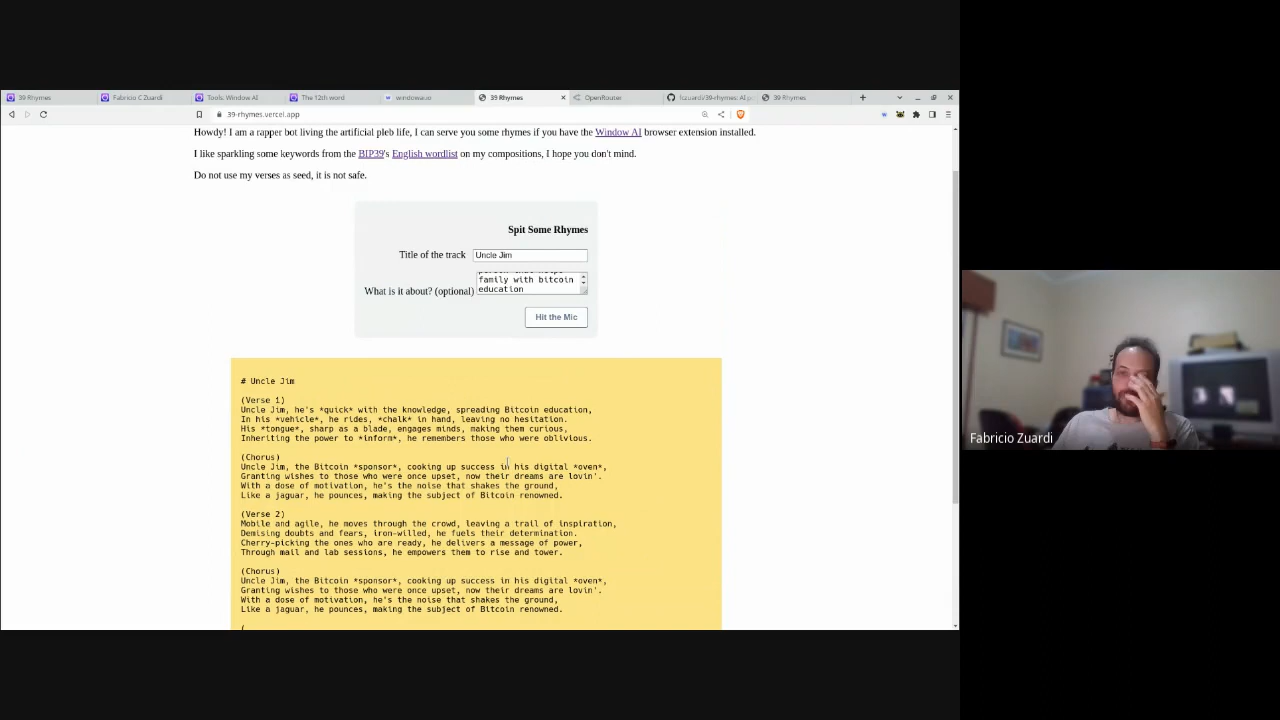 39 Rhymes
Fabricio C Zuardi
Tools: Window AI
The 12th word
windowai.io
39 Rhymes
OpenRouter
fczuardi/39-rhymes: AI p
39 Rhymes
39-rhymes.vercel.app
Howdy! I am a rapper bot living the artificial pleb life, I can serve you some rhymes if you have the Window AI browser extension installed.
I like sparkling some keywords from the BIP39's English wordlist on my compositions, I hope you don't mind.
Do not use my verses as seed, it is not safe.
Spit Some Rhymes
Title of the track Uncle Jim
person that helps
family with bitcoin
What is it about? (optional) education
Hit the Mic
# Uncle Jim
(Verse 1)
Uncle Jim, he's *quick* with the knowledge, spreading Bitcoin education,
In his *vehicle*, he rides, *chalk* in hand, leaving no hesitation.
His *tongue*, sharp as a blade, engages minds, making them curious,
Inheriting the power to *inform*, he remembers those who were oblivious.
(Chorus)
Uncle Jim, the Bitcoin *sponsor*, cooking up success in his digital *oven*,
Granting wishes to those who were once upset, now their dreams are lovin'.
With a dose of motivation, he's the noise that shakes the ground,
Like a jaguar, he pounces, making the subject of Bitcoin renowned.
(Verse 2)
Mobile and agile, he moves through the crowd, leaving a trail of inspiration,
Demising doubts and fears, iron-willed, he fuels their determination.
Cherry-picking the ones who are ready, he delivers a message of power,
Through mail and lab sessions, he empowers them to rise and tower.
(Chorus)
Uncle Jim, the Bitcoin *sponsor*, cooking up success in his digital *oven*,
Granting wishes to those who were once upset, now their dreams are lovin'.
With a dose of motivation, he's the noise that shakes the ground,
Like a jaguar, he pounces, making the subject of Bitcoin renowned.
(
Fabricio Zuardi